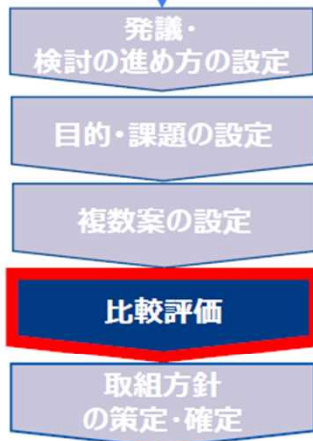 発議・
検討の進め方の設定
目的・課題の設定
複数案の設定
比較評価
取組方針
の策定・確定